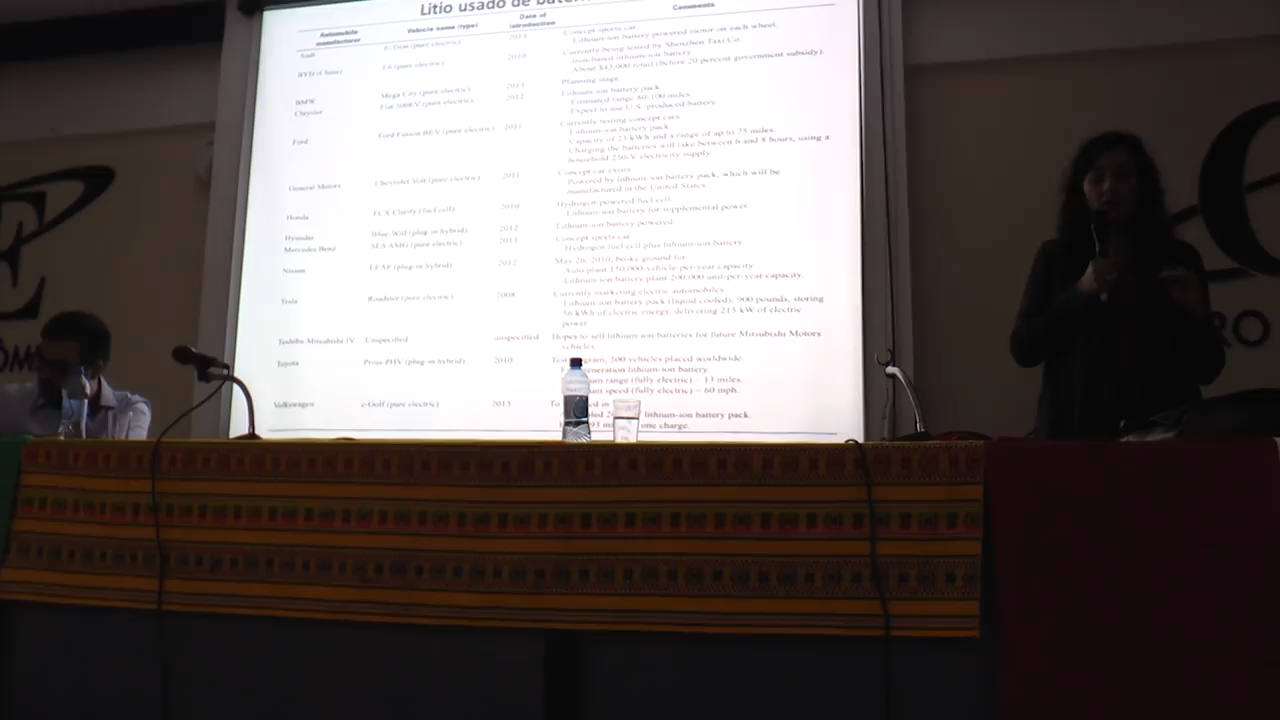 Litio usado de
Automobile manufacturer Vehicle name (type) Date of introduction Comments
E-Tron (pure electric) 2013 Concept sports car.
Lithium-ion battery powered motor on each wheel.
E6 (pure electric) 2010 Currently being tested by Shenzhen Taxi Co.
Iron-based lithium-ion battery
About $43,000 retail (before 20 percent government subsidy).
BMW Mega City (pure electric) 2013 Planning stage
Chrysler Fiat 500EV (pure electric) 2012 Lithium-ion battery pack.
Estimated range 80-100 miles.
Expect to use U.S.-produced battery
Ford Ford Fusion BEV (pure electric) 2011 Currently testing concept cars.
Lithium-ion battery pack
Capacity of 23 kWh and a range of up to 75 miles.
Charging the batteries will take between 6 and 8 hours, using a
household 230-V electricity supply
General Motors Chevrolet Volt (pure electric) 2011 Concept car exists.
Powered by lithium-ion battery pack, which will be
manufactured in the United States.
Honda FCX Clarity (fuel cell) 2010 Hydrogen-powered fuel cell
Lithium-ion battery for supplemental power
Hyundai Blue-Will (plug-in hybrid) 2012 Lithium-ion battery powered
Mercedes Benz SLS AMG (pure electric) 2013 Concept sports car
Hydrogen fuel cell plus lithium-ion battery
Nissan LEAF (plug-in hybrid) 2012 May 26, 2010, broke ground for:
Auto plant 150,000-vehicle-per-year capacity
Lithium-ion battery plant 200,000 unit-per-year capacity.
Tesla Roadster (pure electric) 2008 Currently marketing electric automobiles.
Lithium-ion battery pack (liquid cooled), 900 pounds, storing
56 kWh of electric energy, delivering 215 kW of electric
power
Toshiba Mitsubishi JV Unspecified unspecified Hopes to sell lithium-ion batteries for future Mitsubishi Motors
vehicles.
Toyota Prius PHV (plug-in hybrid) 2010 Test gram, 500 vehicles placed worldwide.
generation lithium-ion battery.
um range (fully electric) – 13 miles.
um speed (fully electric) – 60 mph.
Volkswagen e-Golf (pure electric) 2013 To ed in
lithium-ion battery pack.
93 one charge.